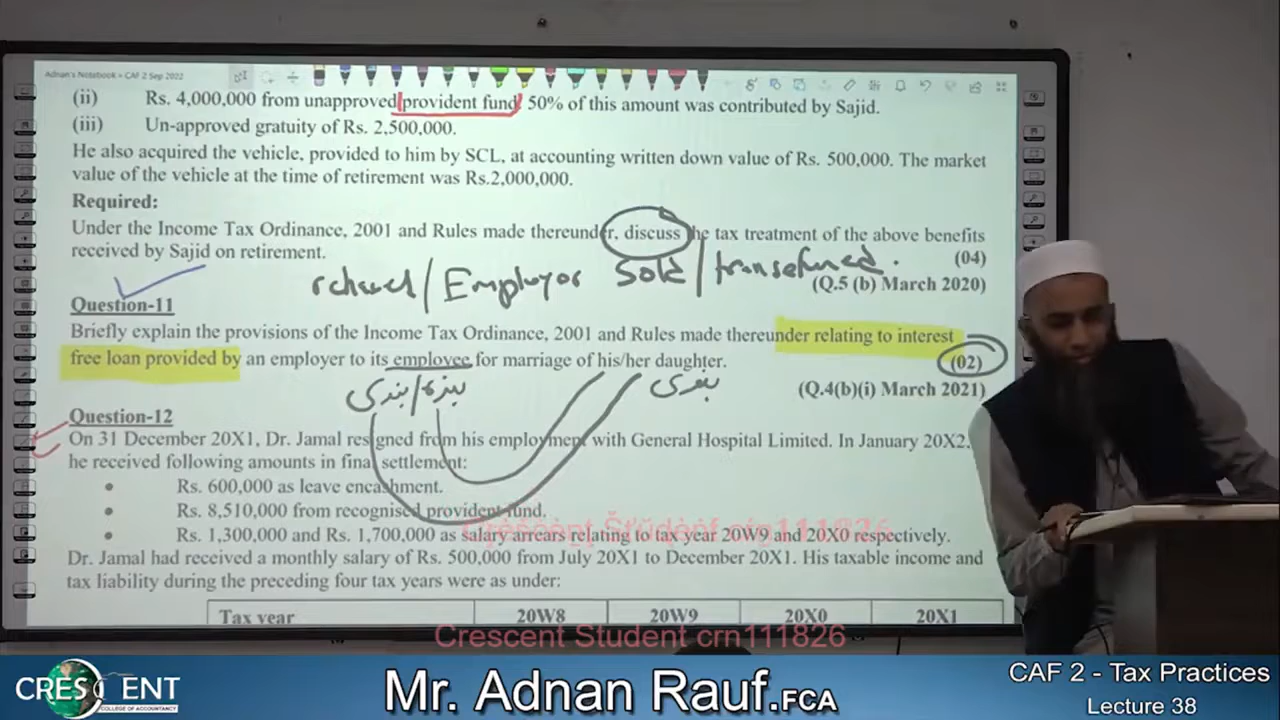 Adnan's Notebook » CAF 2 Sep 2022
(ii) Rs. 4,000,000 from unapproved provident fund. 50% of this amount was contributed by Sajid.
(iii) Un-approved gratuity of Rs. 2,500,000.
He also acquired the vehicle, provided to him by SCL, at accounting written down value of Rs. 500,000. The market
value of the vehicle at the time of retirement was Rs.2,000,000.
Required:
Under the Income Tax Ordinance, 2001 and Rules made thereunder, discuss the tax treatment of the above benefits
received by Sajid on retirement. (04)
/ Employer Sold / transferred.
(Q.5 (b) March 2020)
Question-11
Briefly explain the provisions of the Income Tax Ordinance, 2001 and Rules made thereunder relating to interest
free loan provided by an employer to its employee for marriage of his/her daughter. (02)
(Q.4(b)(i) March 2021)
Question-12
On 31 December 20X1, Dr. Jamal resigned from his employment with General Hospital Limited. In January 20X2,
he received following amounts in final settlement:
• Rs. 600,000 as leave encashment.
• Rs. 8,510,000 from recognised provident fund.
• Rs. 1,300,000 and Rs. 1,700,000 as salary arrears relating to tax year 20W9 and 20X0 respectively.
Crescent Student crn111826
Dr. Jamal had received a monthly salary of Rs. 500,000 from July 20X1 to December 20X1. His taxable income and
tax liability during the preceding four tax years were as under:
Tax year 20W8 20W9 20X0 20X1
Crescent Student crn111826
CRESCENT
COLLEGE OF ACCOUNTANCY
Mr. Adnan Rauf.FCA
CAF 2 - Tax Practices
Lecture 38